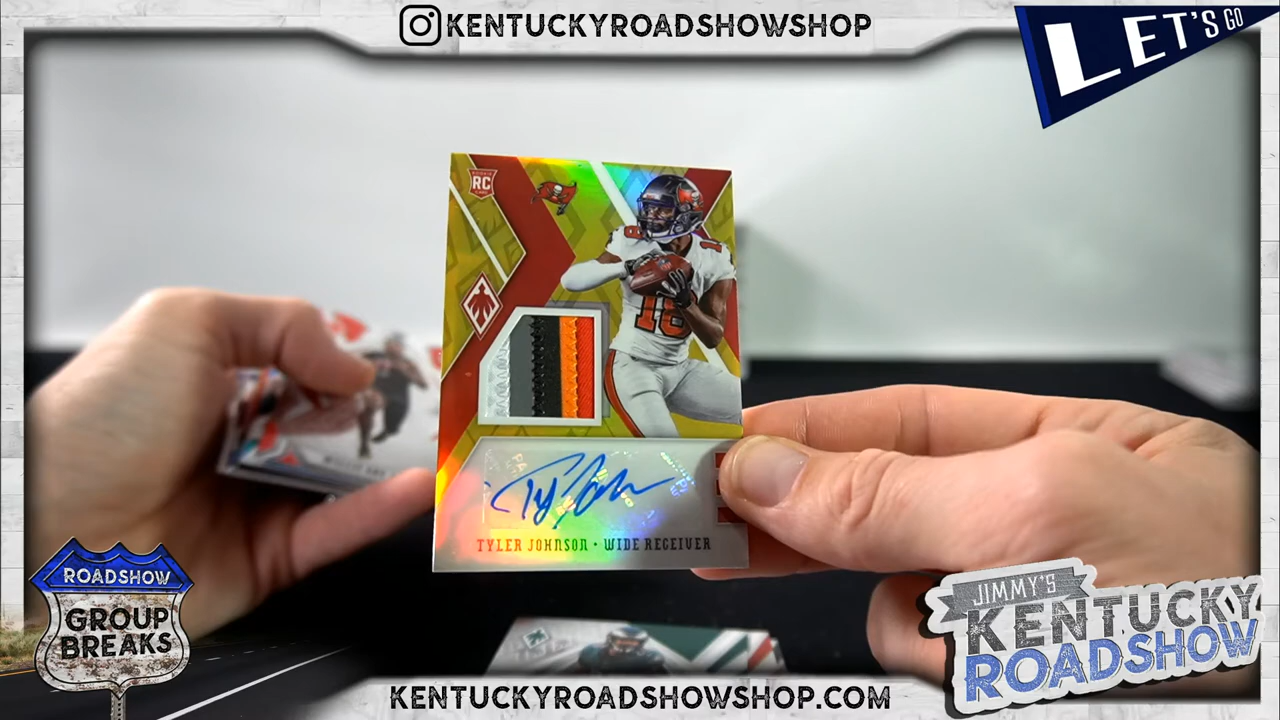 KENTUCKYROADSHOWSHOP
LET'S GO
RC
18
TYLER JOHNSON • WIDE RECEIVER
ROADSHOW
GROUP
BREAKS
JIMMY'S
KENTUCKY
ROADSHOW
KENTUCKYROADSHOWSHOP.COM